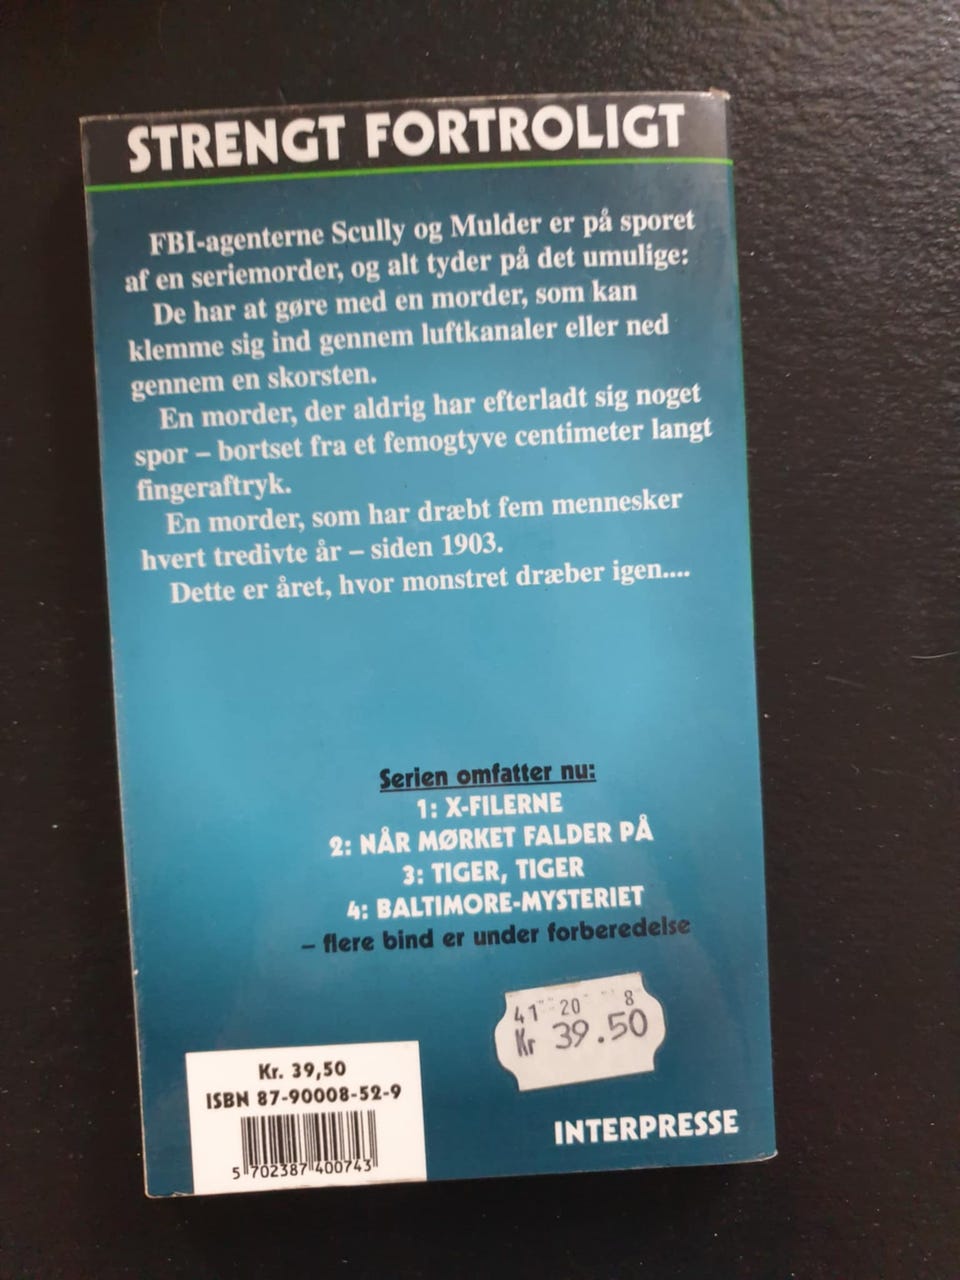 STRENGT FORTROLIGT
FBI-agenterne Scully og Mulder er på sporet
af en seriemorder, og alt tyder på det umulige:
De har at gøre med en morder, som kan
klemme sig ind gennem luftkanaler eller ned
gennem en skorsten.
En morder, der aldrig har efterladt sig noget
spor – bortset fra et femogtyve centimeter langt
fingeraftryk.
En morder, som har dræbt fem mennesker
hvert tredivte år – siden 1903.
Dette er året, hvor monstret dræber igen....
Serien omfatter nu:
1: X-FILERNE
2: NÅR MØRKET FALDER PÅ
3: TIGER, TIGER
4: BALTIMORE-MYSTERIET
– flere bind er under forberedelse
41 20 8
Kr 39.50
Kr. 39,50
ISBN 87-90008-52-9
5 702387 400743
INTERPRESSE